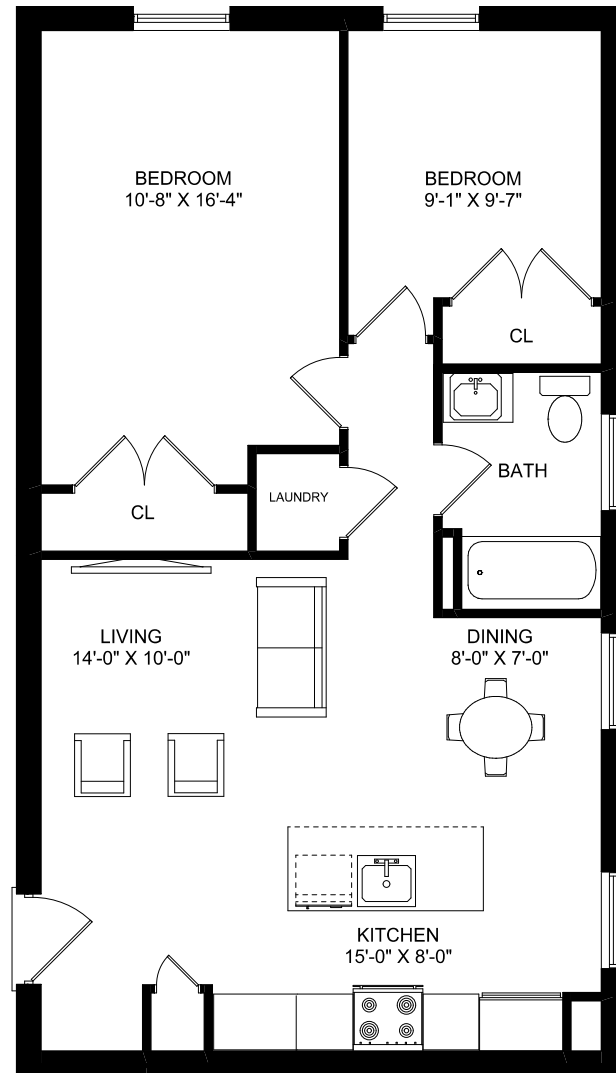 BEDROOM
10'-8" X 16'-4"
BEDROOM
9'-1" X 9'-7"
CL
BATH
LAUNDRY
CL
LIVING
14'-0" X 10'-0"
DINING
8'-0" X 7'-0"
KITCHEN
15'-0" X 8'-0"